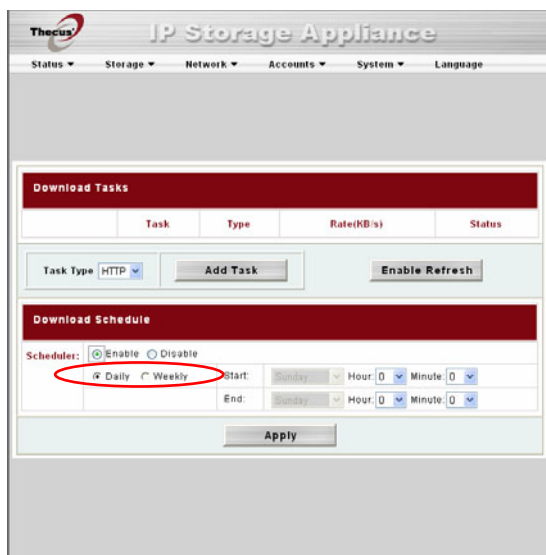 Thecus
IP Storage Appliance
Status Storage Network Accounts System Language
Download Tasks
Task Type Rate(KB/s) Status
Task Type HTTP Add Task Enable Refresh
Download Schedule
Scheduler: Enable Disable
Daily Weekly Start: Sunday Hour: 0 Minute: 0
End: Sunday Hour: 0 Minute: 0
Apply